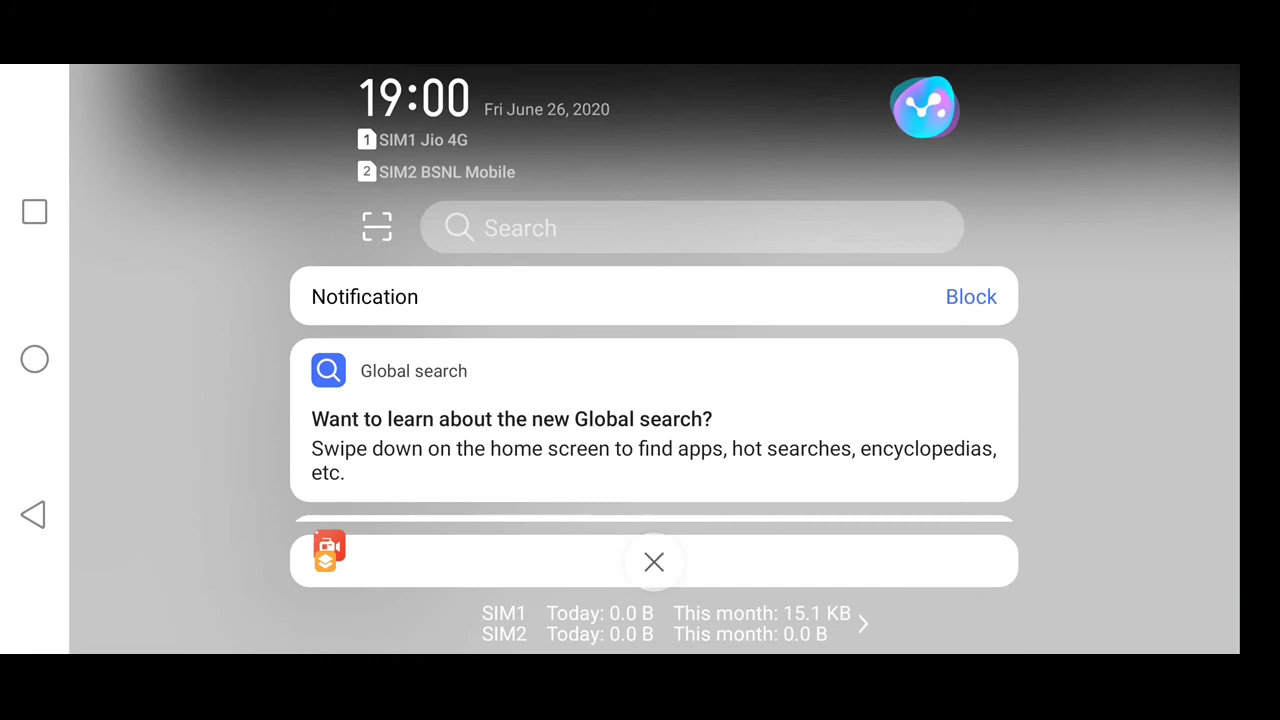 19:00 Fri June 26, 2020
1 SIM1 Jio 4G
2 SIM2 BSNL Mobile
Search
Notification Block
Global search
Want to learn about the new Global search?
Swipe down on the home screen to find apps, hot searches, encyclopedias,
etc.
SIM1 Today: 0.0 B This month: 15.1 KB
SIM2 Today: 0.0 B This month: 0.0 B